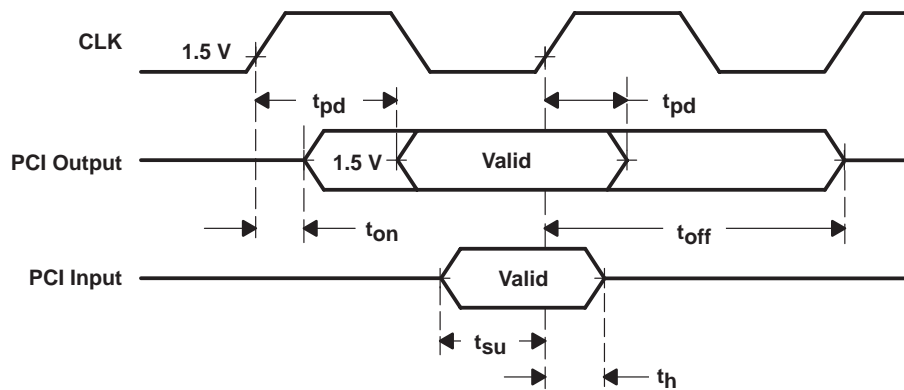 CLK
1.5 V
tpd
tpd
PCI Output
1.5 V
Valid
ton
toff
PCI Input
Valid
tsu
th